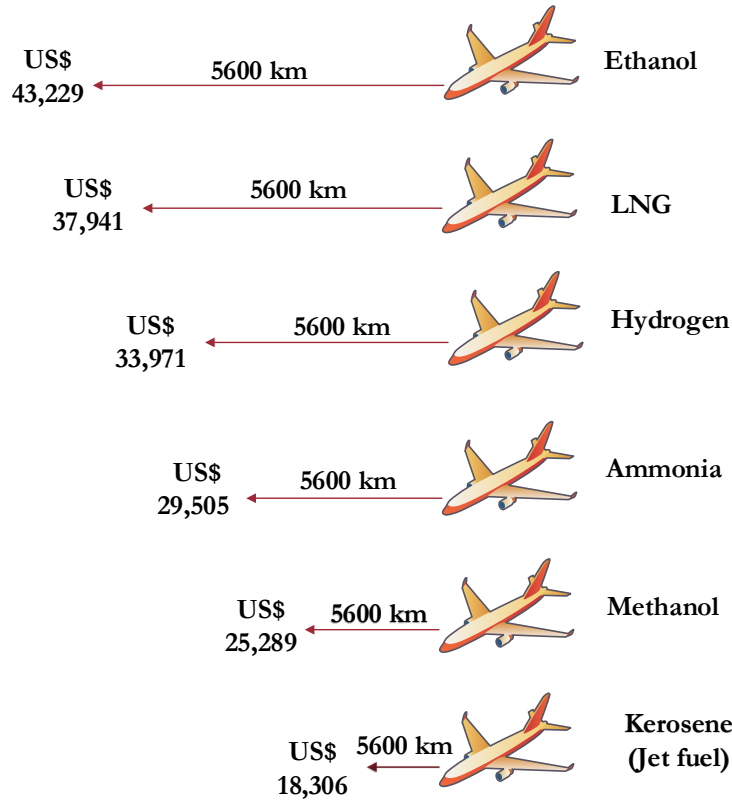 US$
43,229
5600 km
Ethanol
US$
37,941
5600 km
LNG
US$
33,971
5600 km
Hydrogen
US$
29,505
5600 km
Ammonia
US$
25,289
5600 km
Methanol
US$
18,306
5600 km
Kerosene
(Jet fuel)